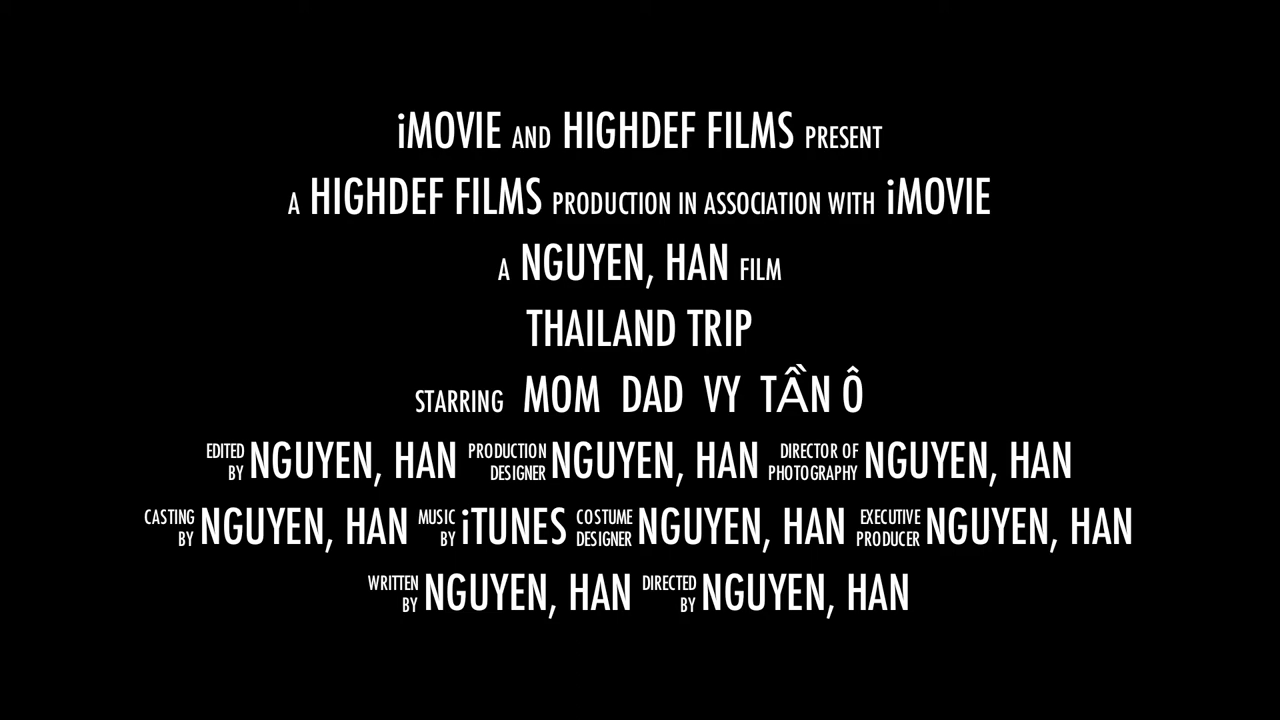 iMOVIE AND HIGHDEF FILMS PRESENT
A HIGHDEF FILMS PRODUCTION IN ASSOCIATION WITH iMOVIE
A NGUYEN, HAN FILM
THAILAND TRIP
STARRING MOM DAD VY TẦN Ô
EDITED BY NGUYEN, HAN PRODUCTION DESIGNER NGUYEN, HAN DIRECTOR OF PHOTOGRAPHY NGUYEN, HAN
CASTING BY NGUYEN, HAN MUSIC BY iTUNES COSTUME DESIGNER NGUYEN, HAN EXECUTIVE PRODUCER NGUYEN, HAN
WRITTEN BY NGUYEN, HAN DIRECTED BY NGUYEN, HAN